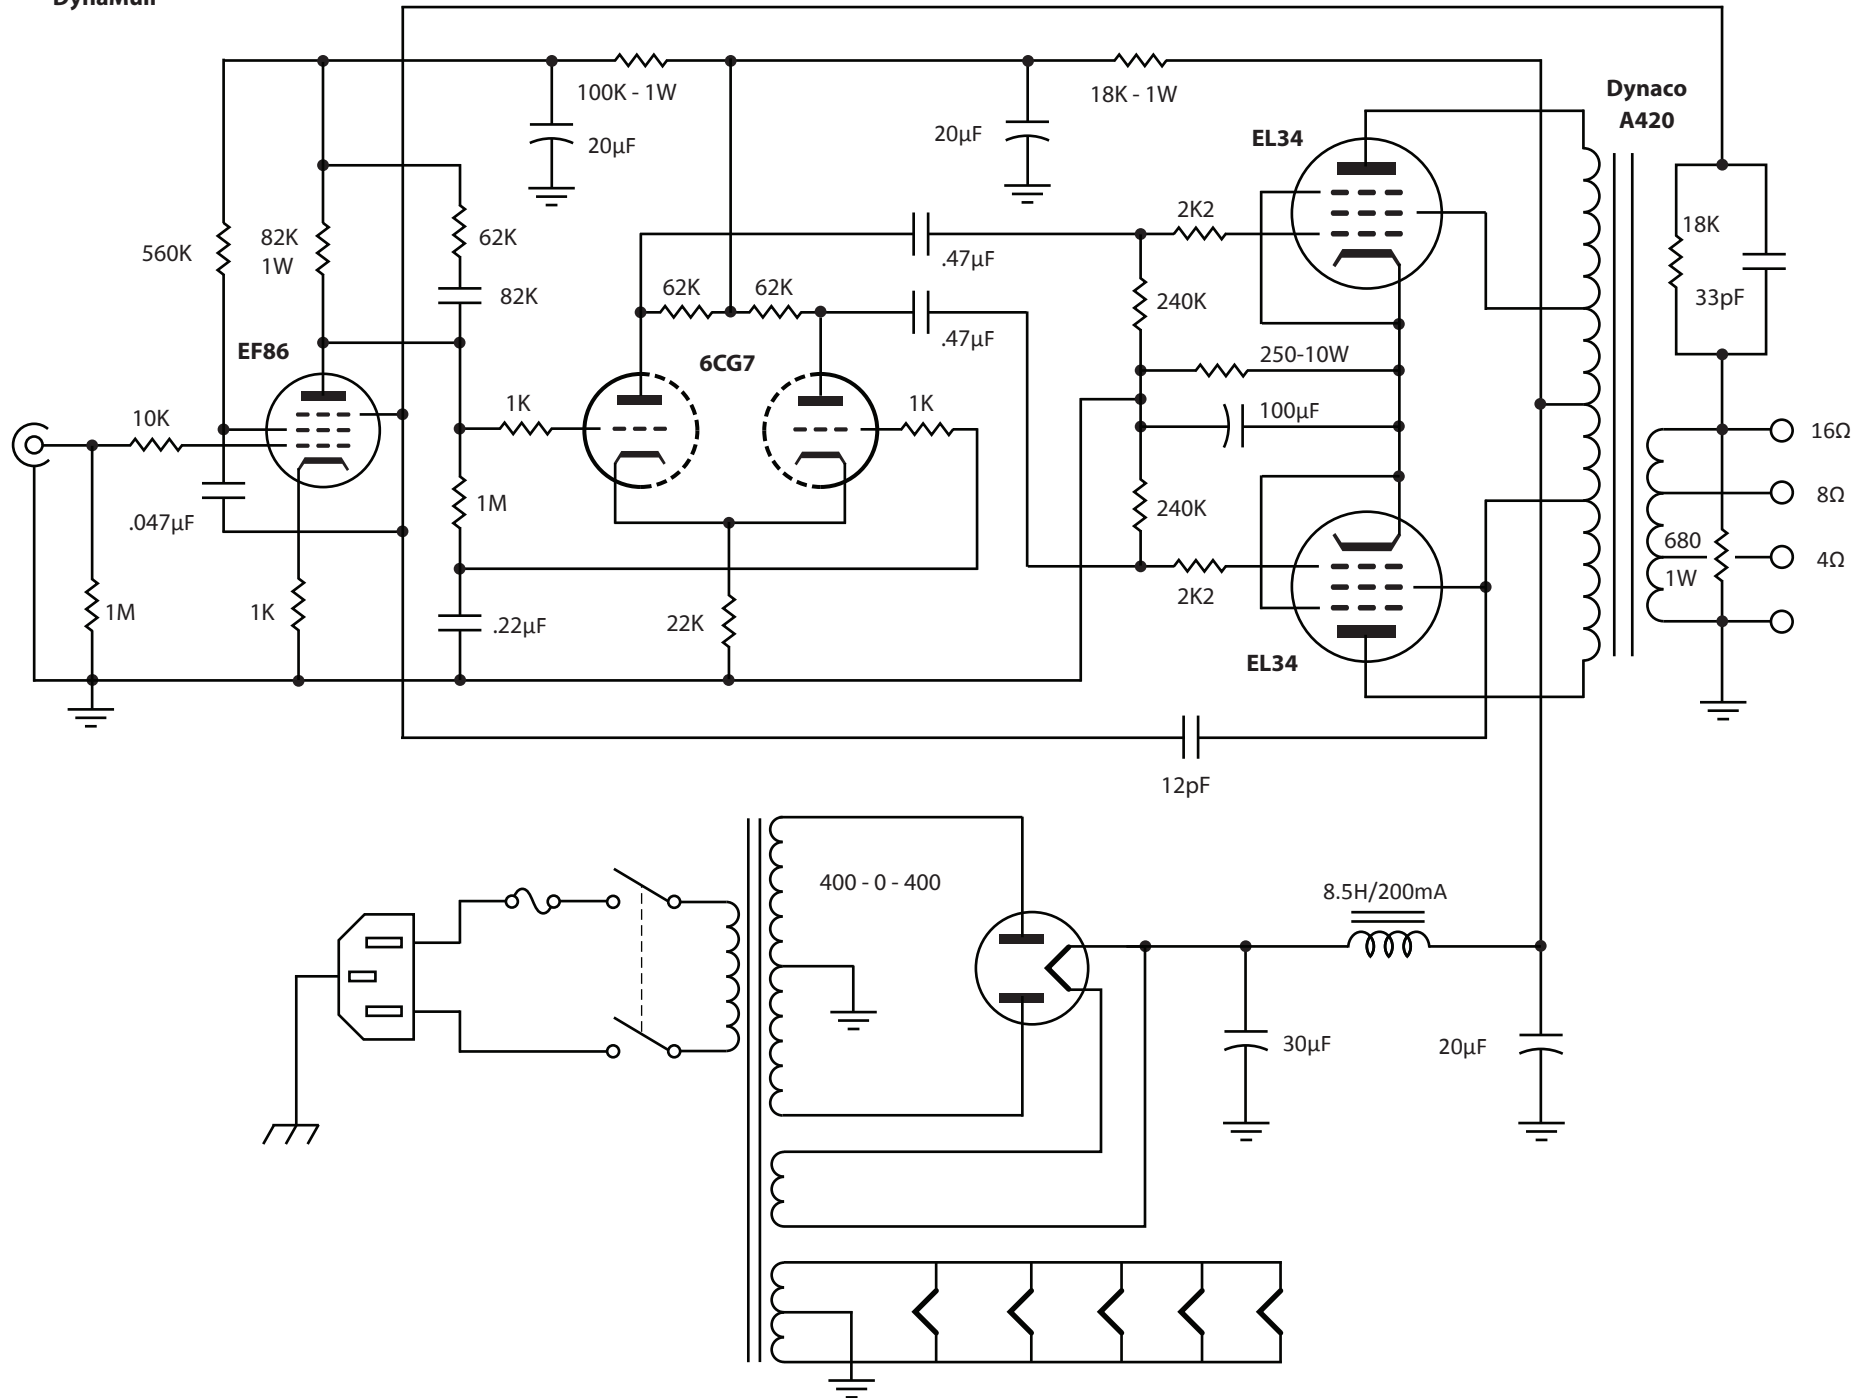 DynaMull
100K - 1W
18K - 1W
Dynaco
A420
20µF
20µF
EL34
2K2
560K
82K
1W
62K
.47µF
18K
62K
62K
82K
240K
33pF
.47µF
EF86
6CG7
250-10W
10K
1K
1K
100µF
16Ω
8Ω
.047µF
1M
240K
680
1W
4Ω
1M
1K
.22µF
22K
2K2
EL34
12pF
400 - 0 - 400
8.5H/200mA
30µF
20µF